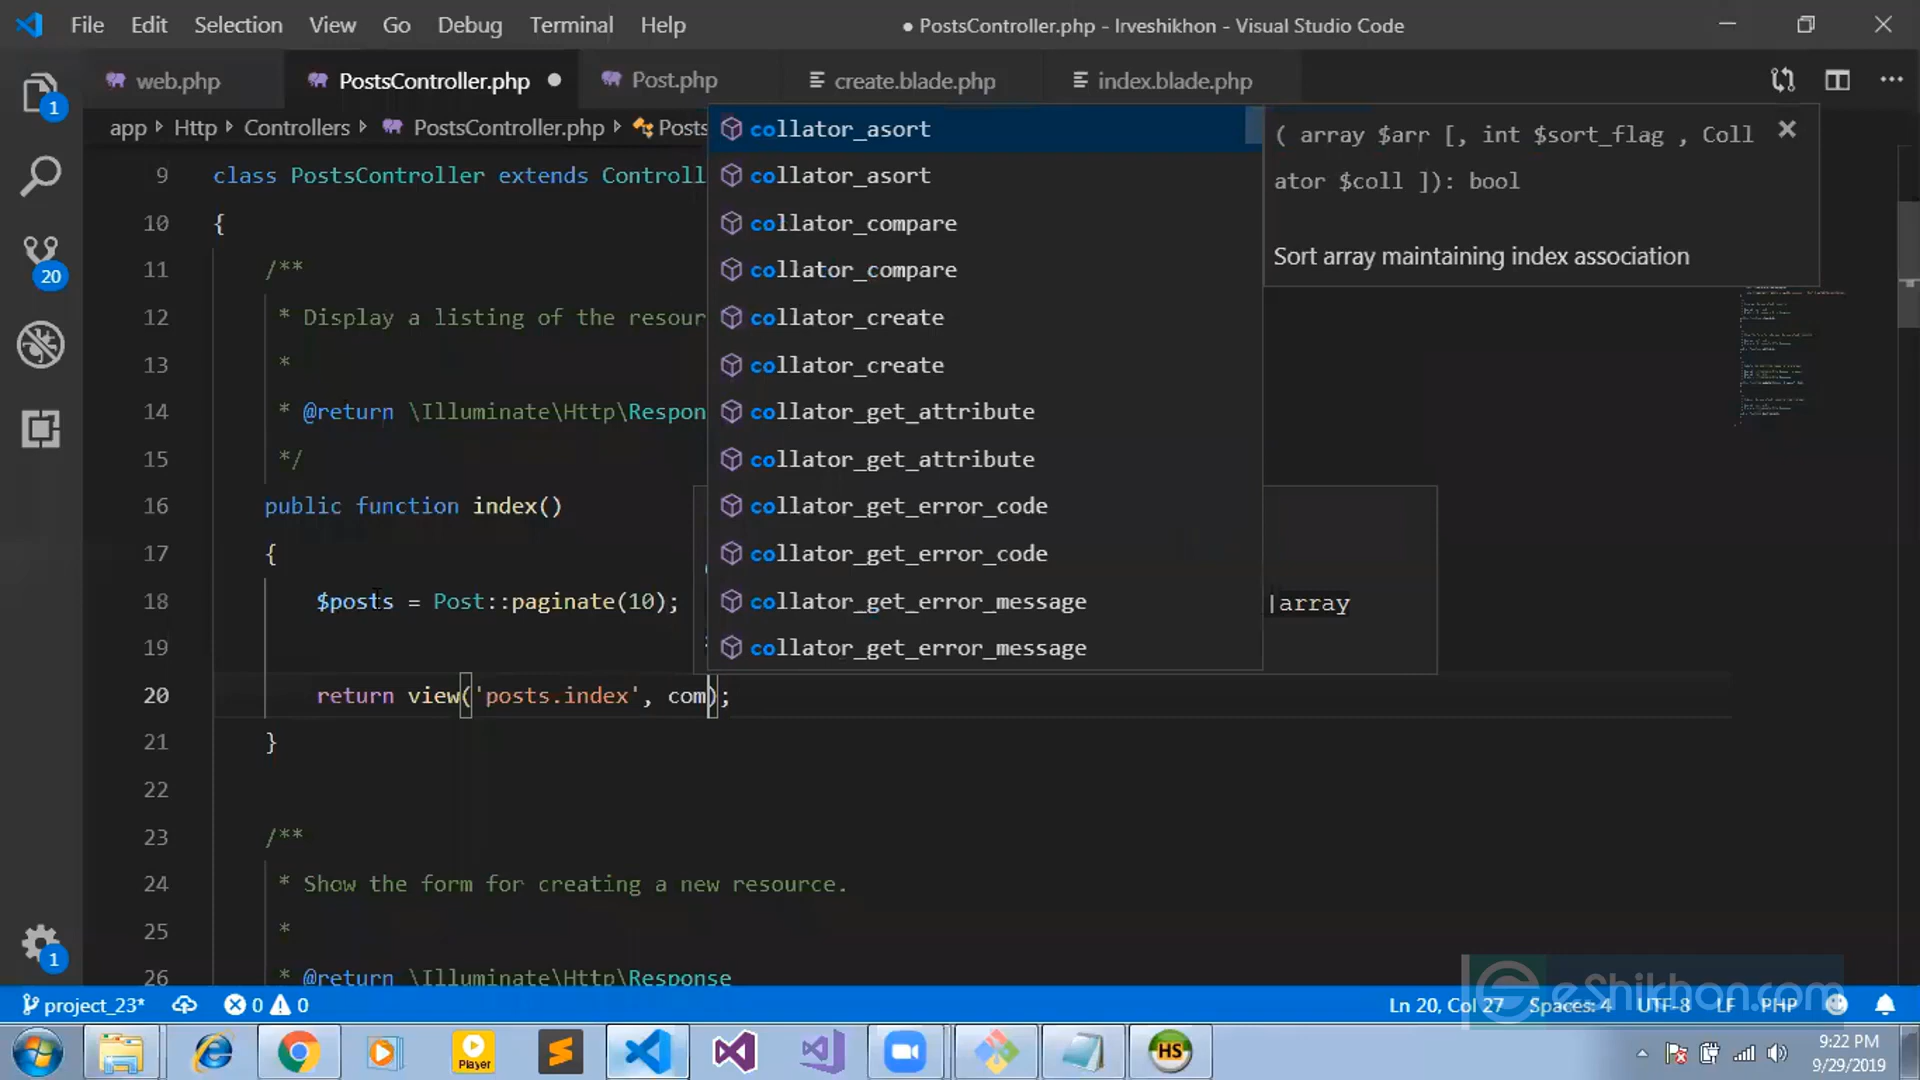 File Edit Selection View Go Debug Terminal Help
● PostsController.php - Irveshikhon - Visual Studio Code
web.php PostsController.php ● Post.php create.blade.php index.blade.php
app Http Controllers PostsController.php Posts
collator_asort
collator_asort
collator_compare
collator_compare
collator_create
collator_create
collator_get_attribute
collator_get_attribute
collator_get_error_code
collator_get_error_code
collator_get_error_message
collator_get_error_message
( array $arr [, int $sort_flag , Coll
ator $coll ]): bool
Sort array maintaining index association
|array
9 class PostsController extends Controll
10 {
11 /**
12 * Display a listing of the resour
13 *
14 * @return \Illuminate\Http\Respon
15 */
16 public function index()
17 {
18 $posts = Post::paginate(10);
19
20 return view('posts.index', com);
21 }
22
23 /**
24 * Show the form for creating a new resource.
25 *
26 * @return \Illuminate\Http\Response
1
20
1
project_23* 0 0
Ln 20, Col 27 Spaces: 4 UTF-8 LF PHP
eShikhon.com
Player
HS
9:22 PM
9/29/2019